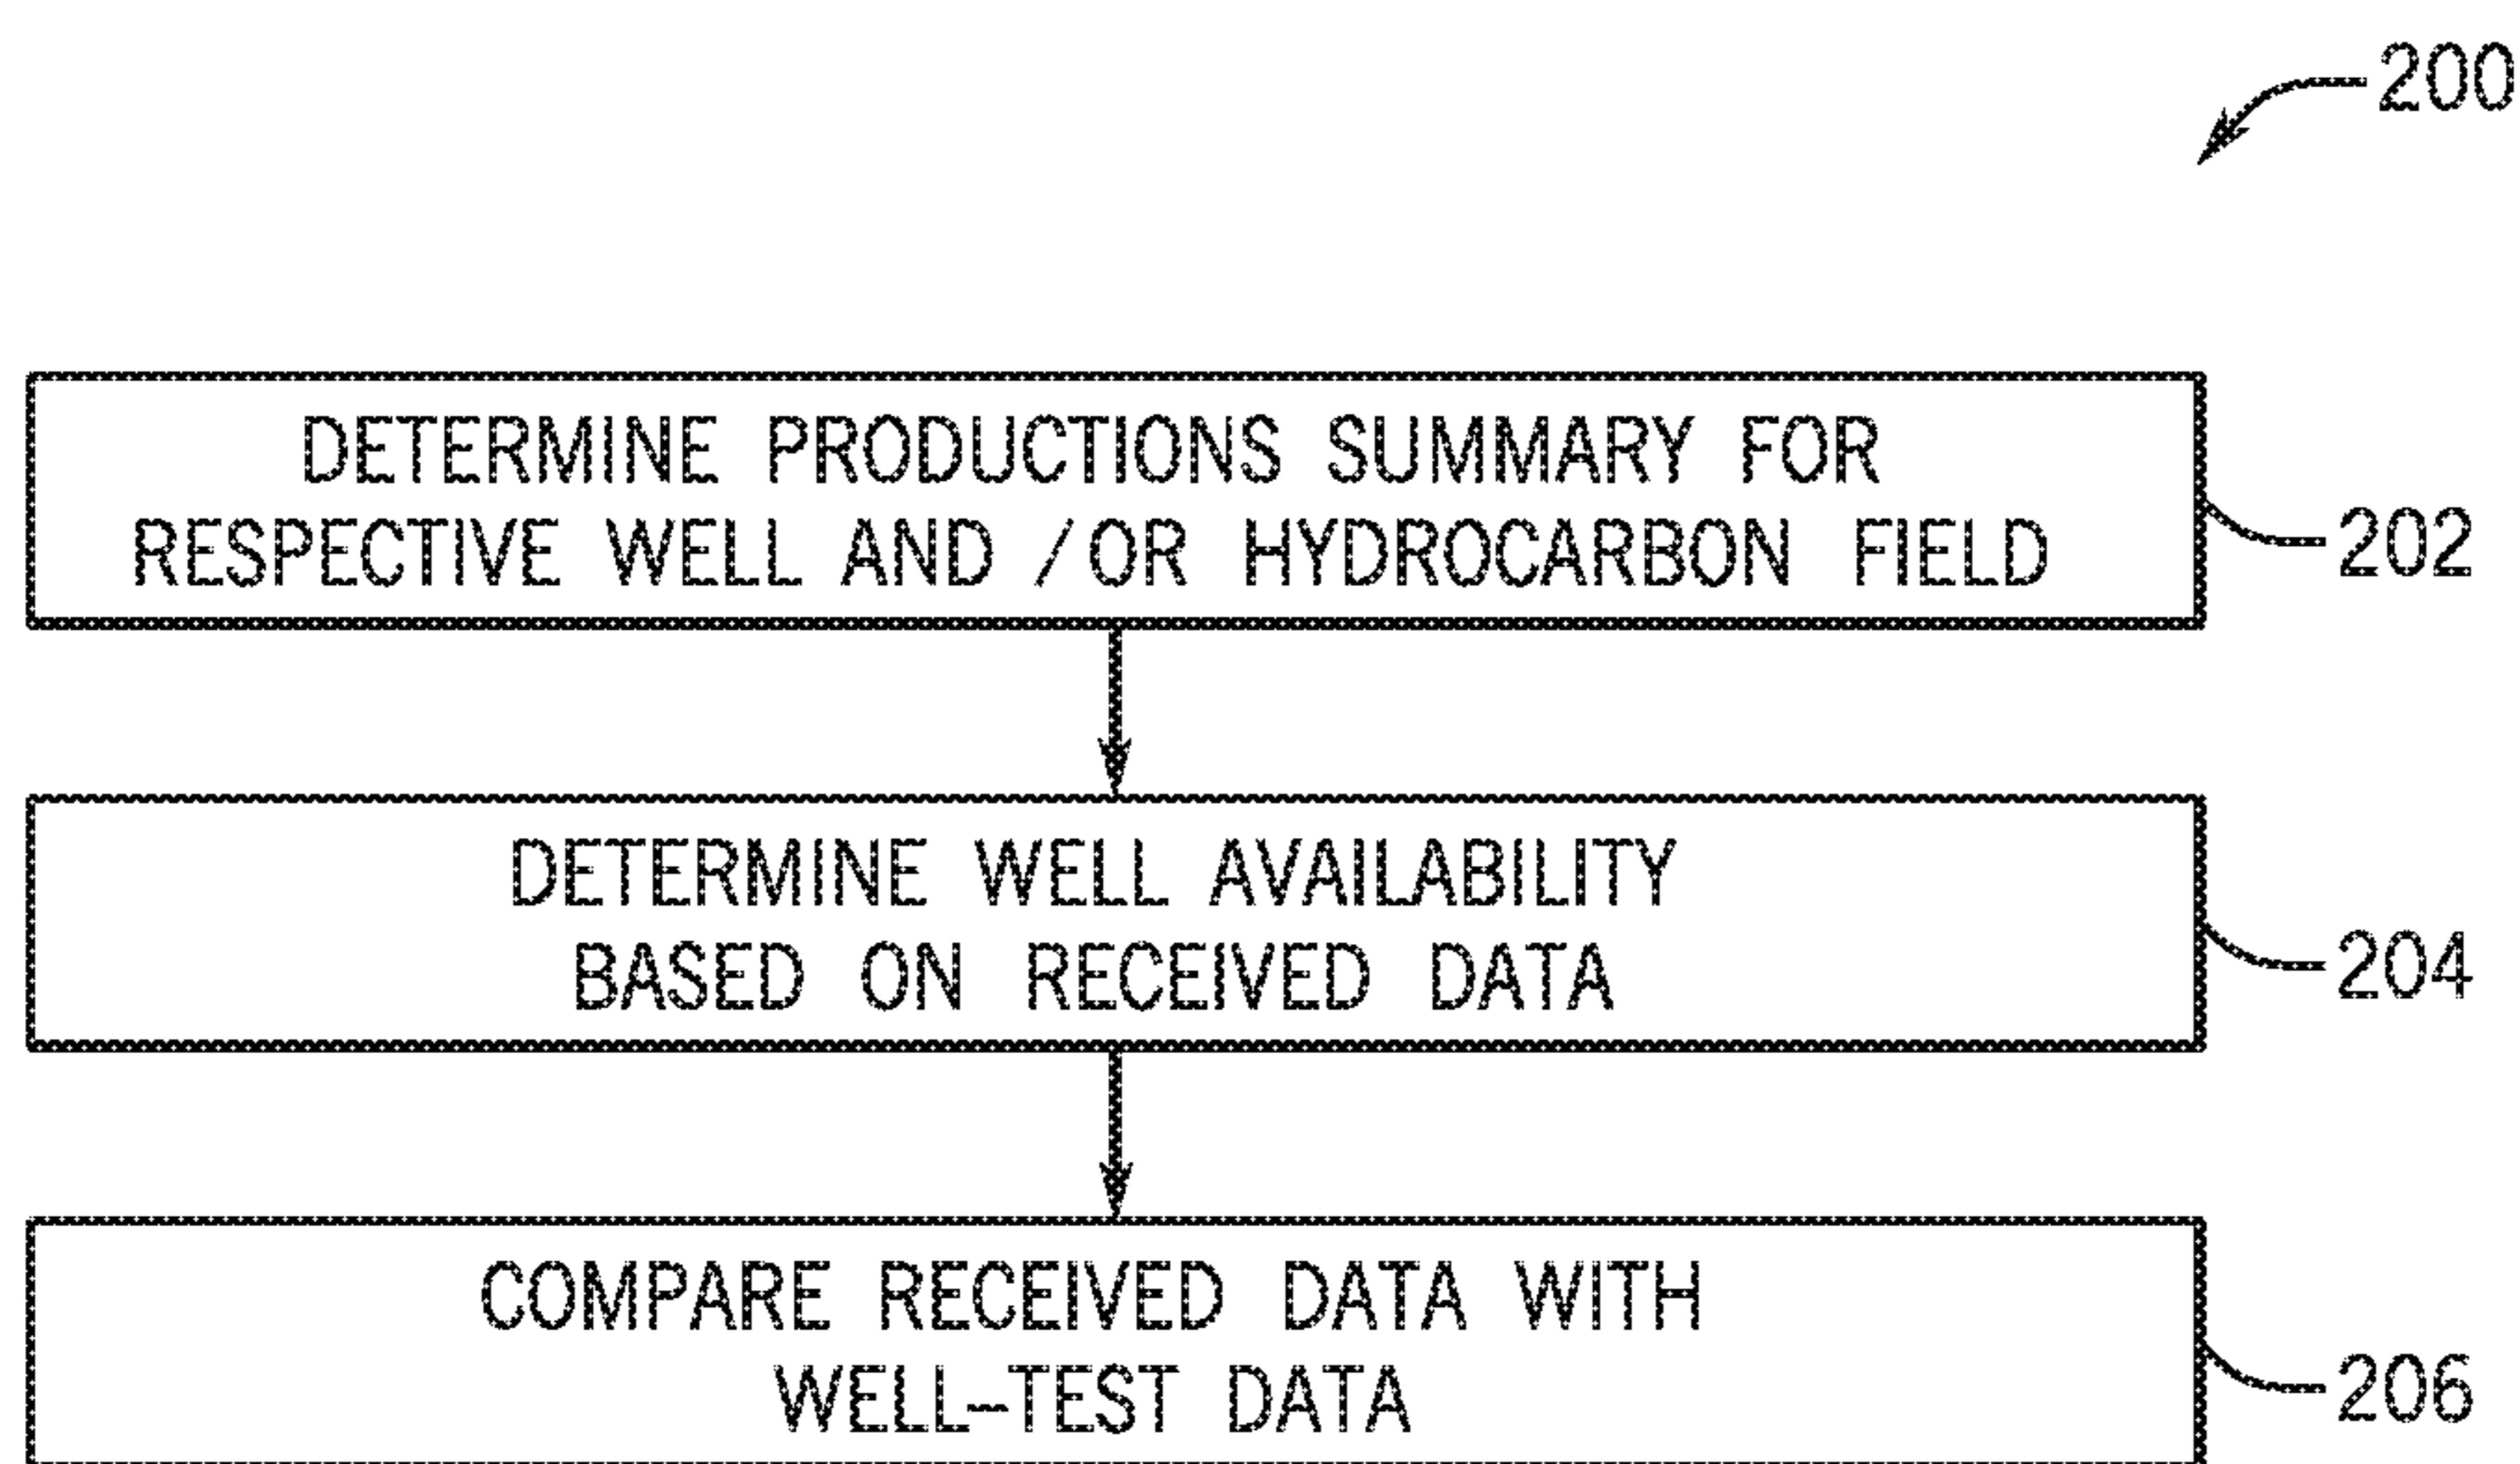 200
DETERMINE PRODUCTIONS SUMMARY FOR
RESPECTIVE WELL AND /OR HYDROCARBON FIELD
202
DETERMINE WELL AVAILABILITY
BASED ON RECEIVED DATA
204
COMPARE RECEIVED DATA WITH
WELL-TEST DATA
206